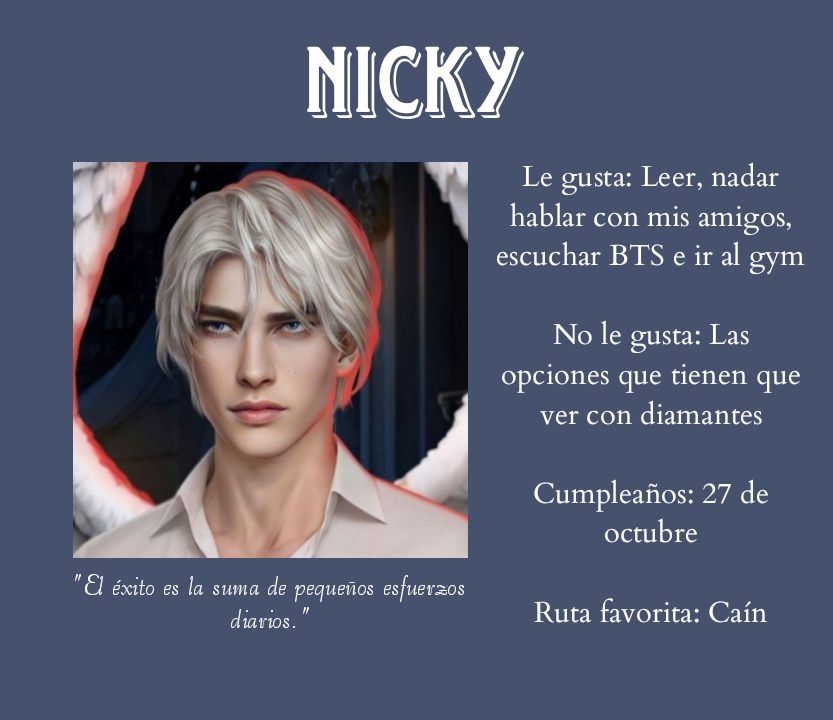 NICKY
Le gusta: Leer, nadar
hablar con mis amigos,
escuchar BTS e ir al gym
No le gusta: Las
opciones que tienen que
ver con diamantes
Cumpleaños: 27 de
octubre
Ruta favorita: Caín
"El éxito es la suma de pequeños esfuerzos
diarios."